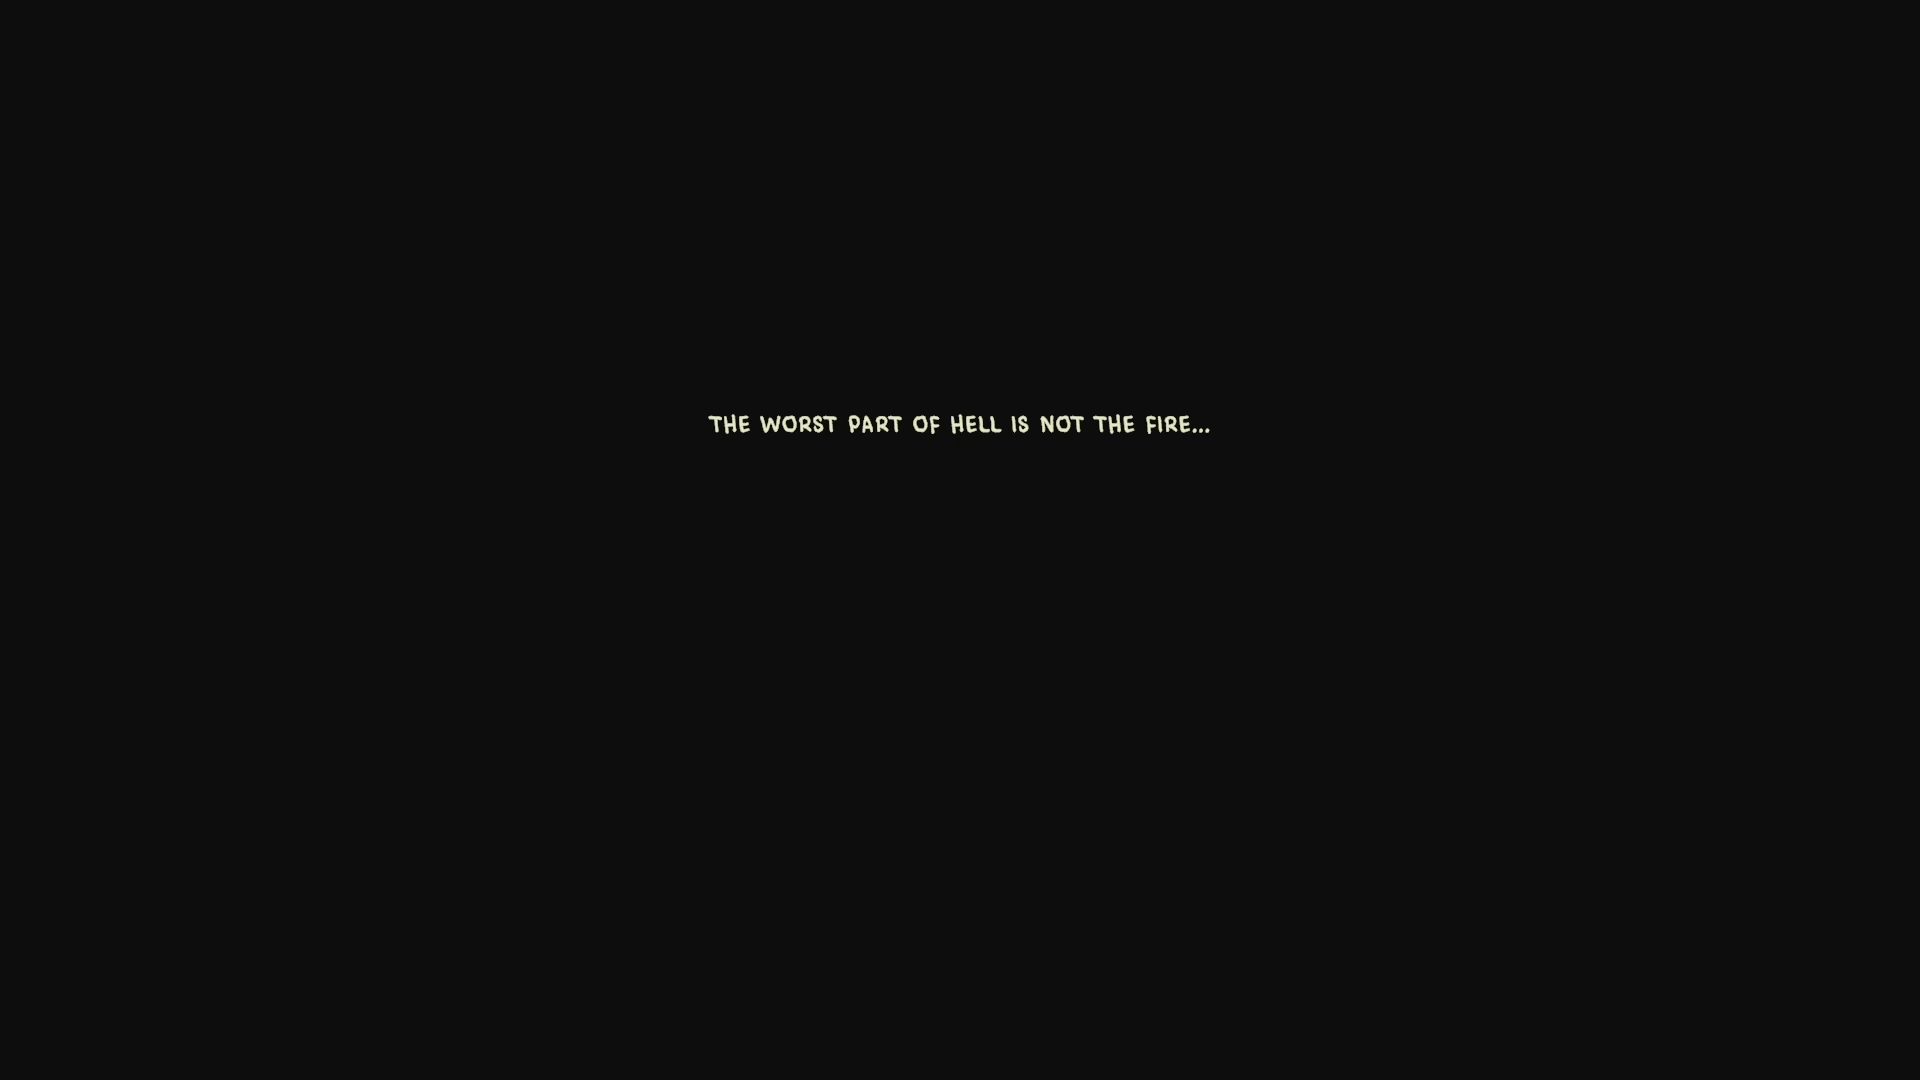 THE WORST PART OF HELL IS NOT THE FIRE...